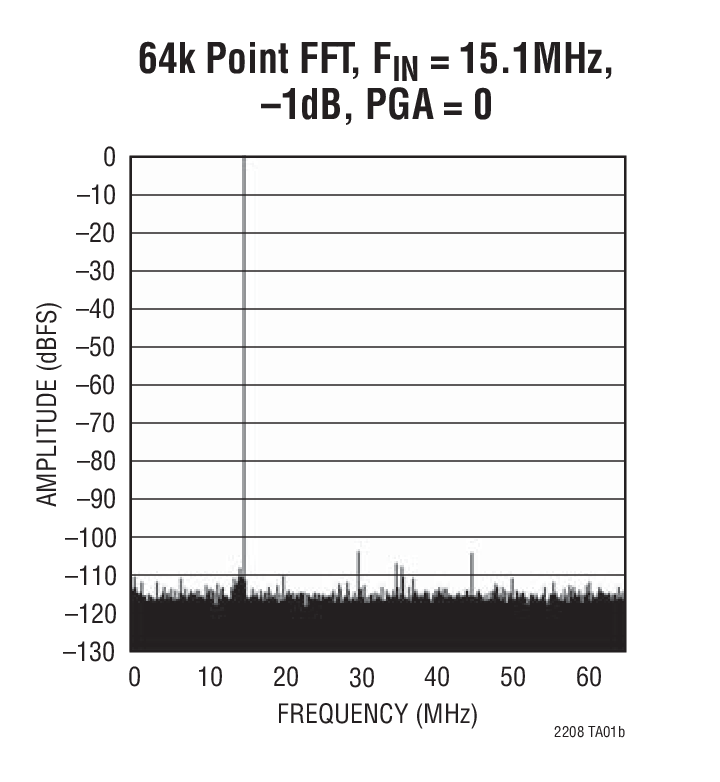 64k Point FFT, FIN = 15.1MHz,
–1dB, PGA = 0
AMPLITUDE (dBFS)
0
–10
–20
–30
–40
–50
–60
–70
–80
–90
–100
–110
–120
–130
0 10 20 30 40 50 60
FREQUENCY (MHz)
2208 TA01b